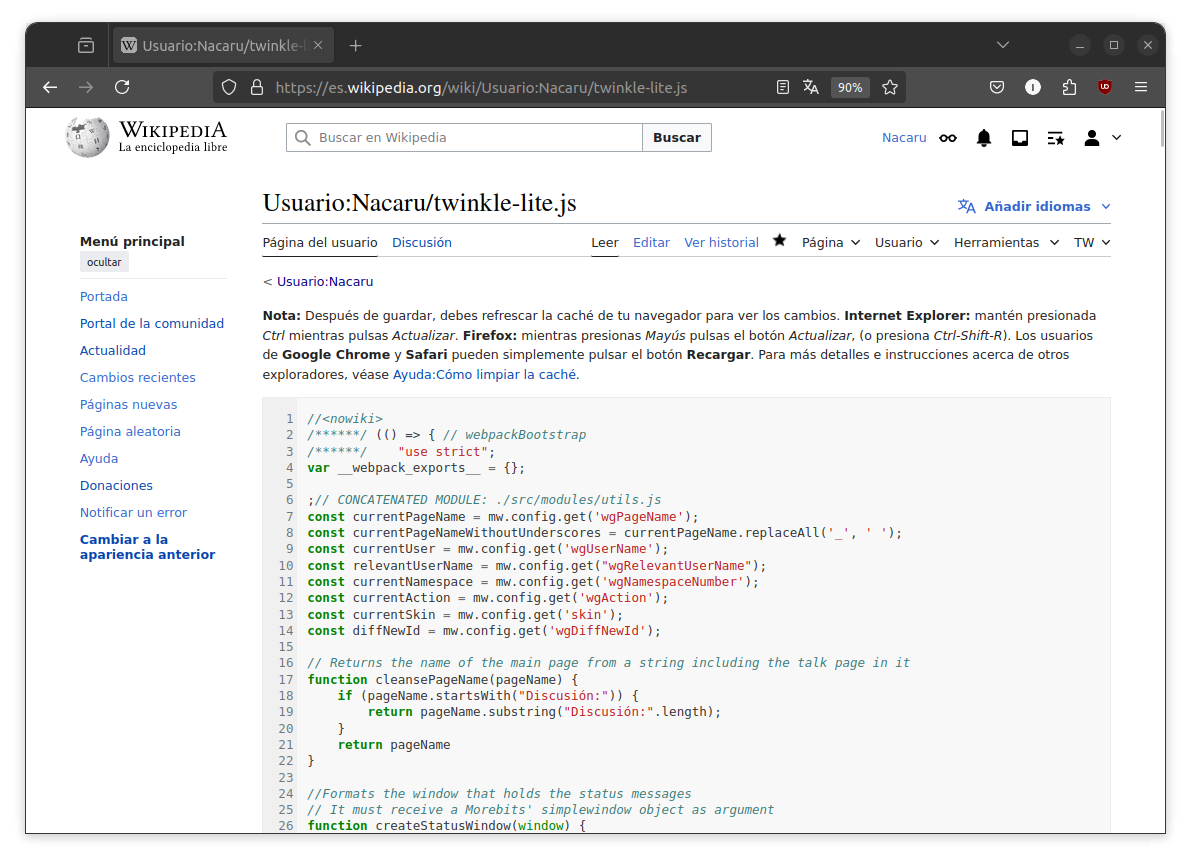 Usuario:Nacaru/twinkle-l
https://es.wikipedia.org/wiki/Usuario:Nacaru/twinkle-lite.js
90%
WIKIPEDIA
La enciclopedia libre
Buscar en Wikipedia
Buscar
Nacaru
Usuario:Nacaru/twinkle-lite.js
Añadir idiomas
Menú principal
ocultar
Portada
Portal de la comunidad
Actualidad
Cambios recientes
Páginas nuevas
Página aleatoria
Ayuda
Donaciones
Notificar un error
Cambiar a la
apariencia anterior
Página del usuario Discusión Leer Editar Ver historial Página Usuario Herramientas TW
< Usuario:Nacaru
Nota: Después de guardar, debes refrescar la caché de tu navegador para ver los cambios. Internet Explorer: mantén presionada
Ctrl mientras pulsas Actualizar. Firefox: mientras presionas Mayús pulsas el botón Actualizar, (o presiona Ctrl-Shift-R). Los usuarios
de Google Chrome y Safari pueden simplemente pulsar el botón Recargar. Para más detalles e instrucciones acerca de otros
exploradores, véase Ayuda:Cómo limpiar la caché.
1 //<nowiki>
2 /******/ (() => { // webpackBootstrap
3 /******/    "use strict";
4 var __webpack_exports__ = {};
5
6 ;// CONCATENATED MODULE: ./src/modules/utils.js
7 const currentPageName = mw.config.get('wgPageName');
8 const currentPageNameWithoutUnderscores = currentPageName.replaceAll('_', ' ');
9 const currentUser = mw.config.get('wgUserName');
10 const relevantUserName = mw.config.get("wgRelevantUserName");
11 const currentNamespace = mw.config.get('wgNamespaceNumber');
12 const currentAction = mw.config.get('wgAction');
13 const currentSkin = mw.config.get('skin');
14 const diffNewId = mw.config.get('wgDiffNewId');
15
16 // Returns the name of the main page from a string including the talk page in it
17 function cleansePageName(pageName) {
18     if (pageName.startsWith("Discusión:")) {
19         return pageName.substring("Discusión:".length);
20     }
21     return pageName
22 }
23
24 //Formats the window that holds the status messages
25 // It must receive a Morebits' simplewindow object as argument
26 function createStatusWindow(window) {